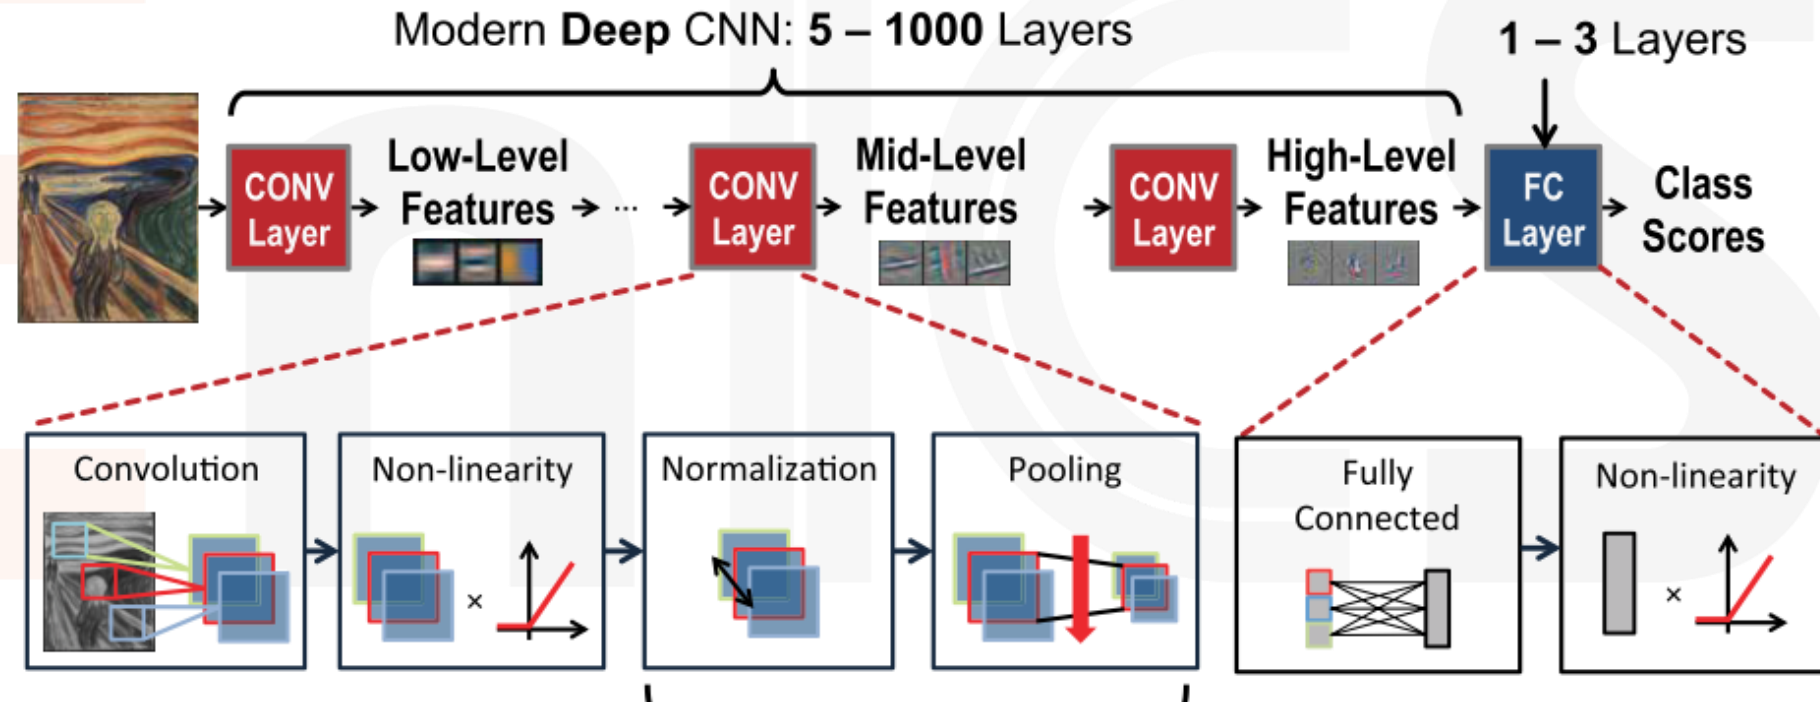 Modern Deep CNN: 5 – 1000 Layers
1 – 3 Layers
CONV
Layer
Low-Level
Features
...
CONV
Layer
Mid-Level
Features
CONV
Layer
High-Level
Features
FC
Layer
Class
Scores
Convolution
Non-linearity
×
Normalization
Pooling
Fully
Connected
Non-linearity
×